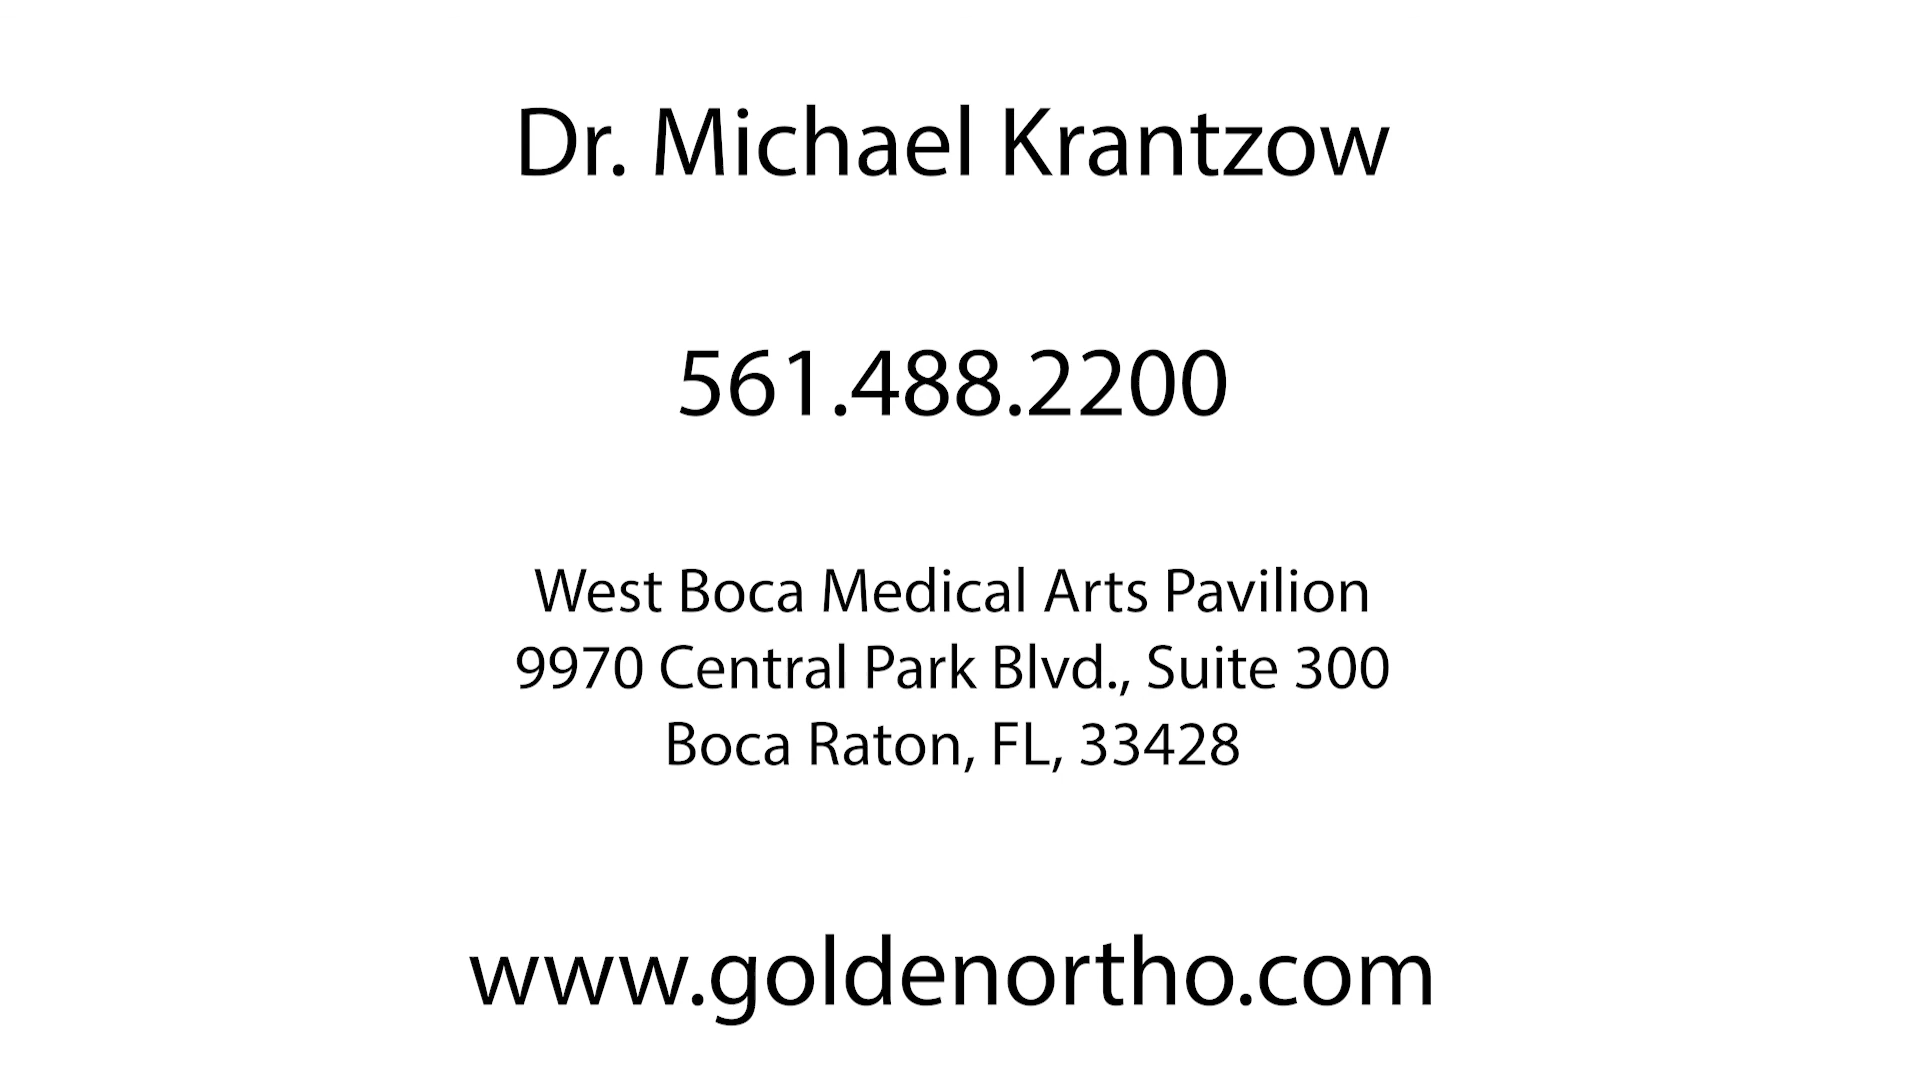 Dr. Michael Krantzow
561.488.2200
West Boca Medical Arts Pavilion
9970 Central Park Blvd., Suite 300
Boca Raton, FL, 33428
www.goldenortho.com